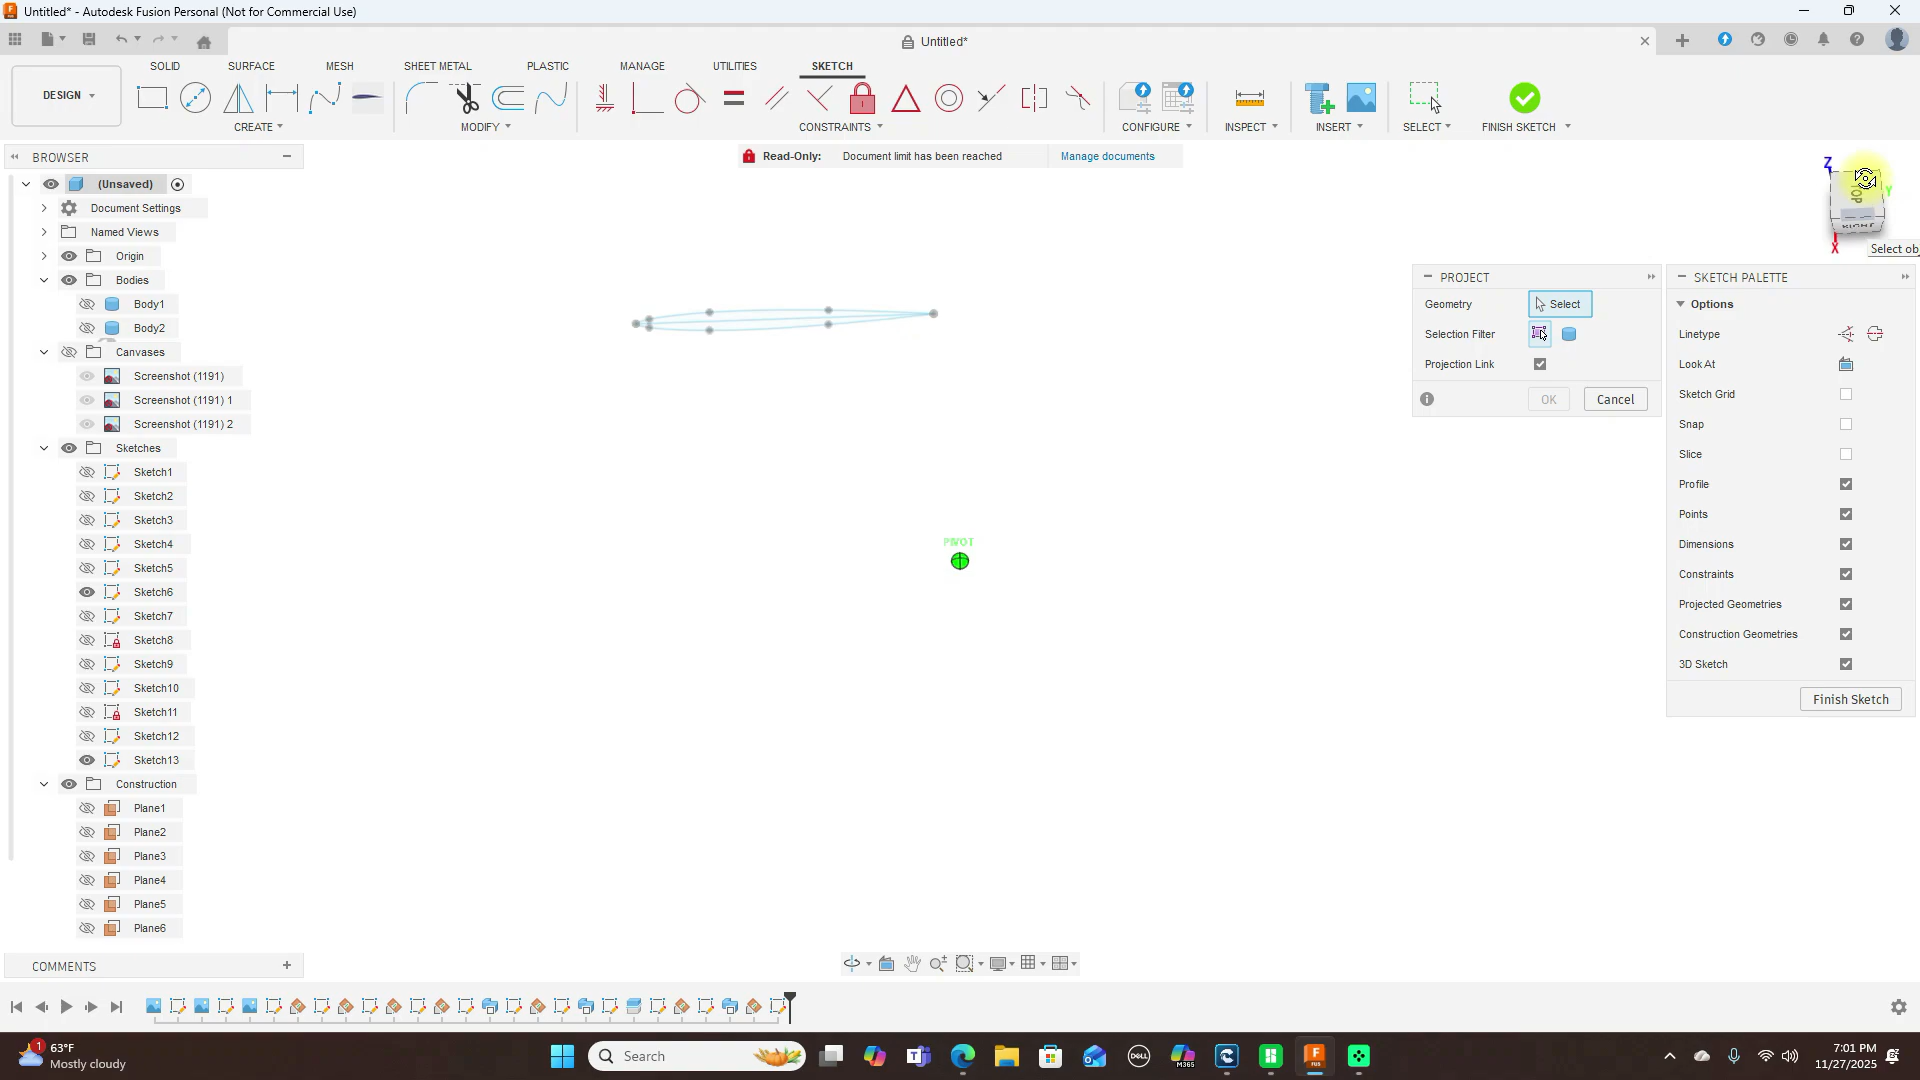 Untitled* - Autodesk Fusion Personal (Not for Commercial Use)
Untitled*
SOLID
SURFACE
MESH
SHEET METAL
PLASTIC
MANAGE
UTILITIES
SKETCH
DESIGN
CREATE
MODIFY
CONSTRAINTS
CONFIGURE
INSPECT
INSERT
SELECT
FINISH SKETCH
BROWSER
Read-Only: Document limit has been reached
Manage documents
(Unsaved)
Document Settings
Named Views
Origin
Bodies
Body1
Body2
Canvases
Screenshot (1191)
Screenshot (1191) 1
Screenshot (1191) 2
Sketches
Sketch1
Sketch2
Sketch3
Sketch4
Sketch5
Sketch6
Sketch7
Sketch8
Sketch9
Sketch10
Sketch11
Sketch12
Sketch13
Construction
Plane1
Plane2
Plane3
Plane4
Plane5
Plane6
PIVOT
Z
TOP
Y
RIGHT
X
Select ob
PROJECT
Geometry
Select
Selection Filter
Projection Link
OK
Cancel
SKETCH PALETTE
Options
Linetype
Look At
Sketch Grid
Snap
Slice
Profile
Points
Dimensions
Constraints
Projected Geometries
Construction Geometries
3D Sketch
Finish Sketch
COMMENTS
1
63°F
Mostly cloudy
Search
DELL
M365
FUS
7:01 PM
11/27/2025